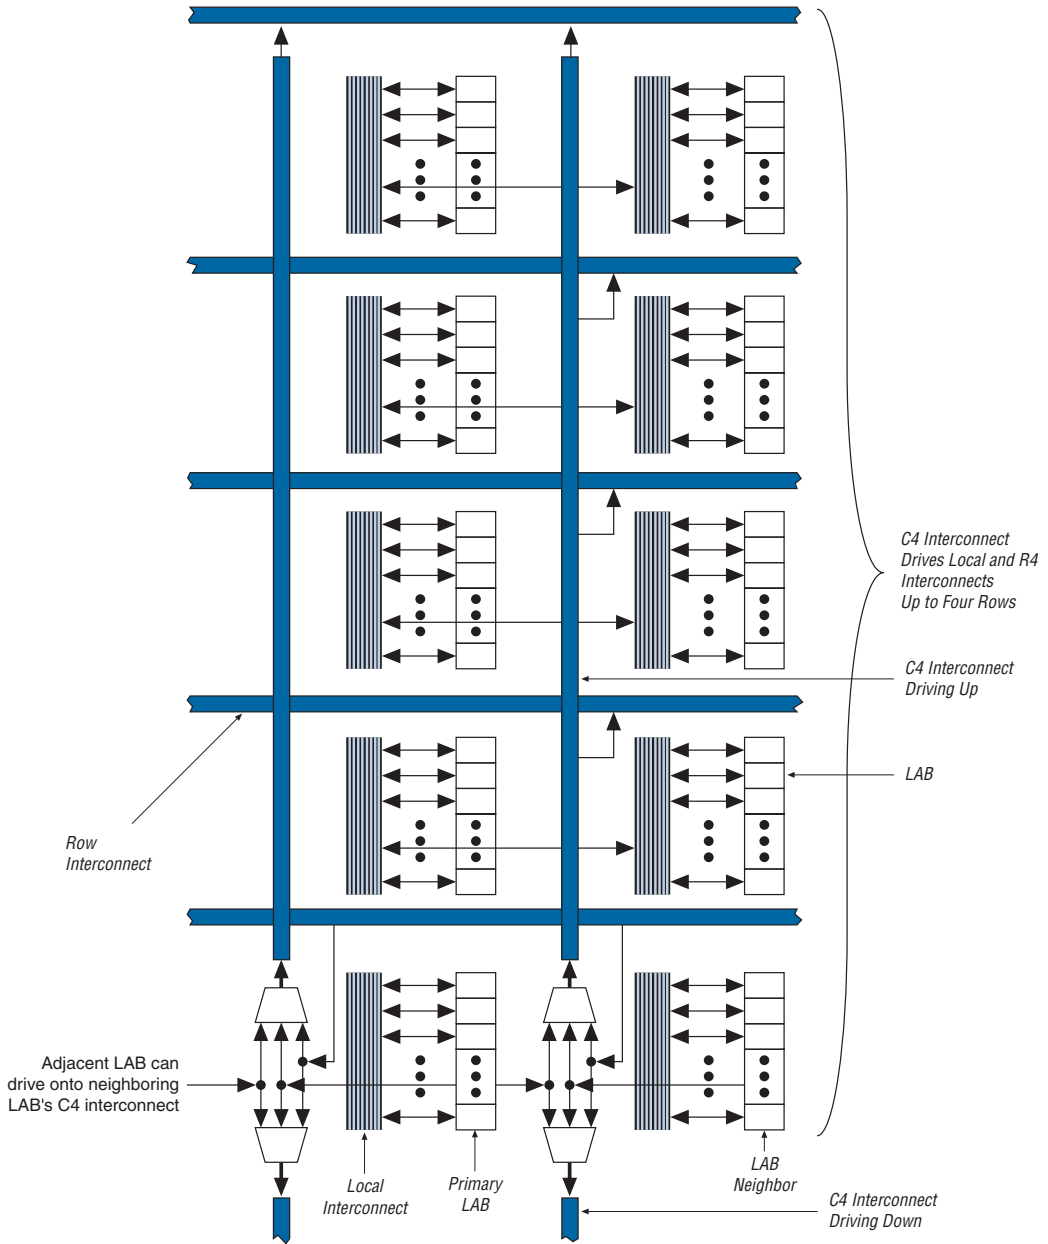 C4 Interconnect
Drives Local and R4
Interconnects
Up to Four Rows
C4 Interconnect
Driving Up
LAB
Row
Interconnect
Adjacent LAB can
drive onto neighboring
LAB's C4 interconnect
Local
Interconnect
Primary
LAB
LAB
Neighbor
C4 Interconnect
Driving Down